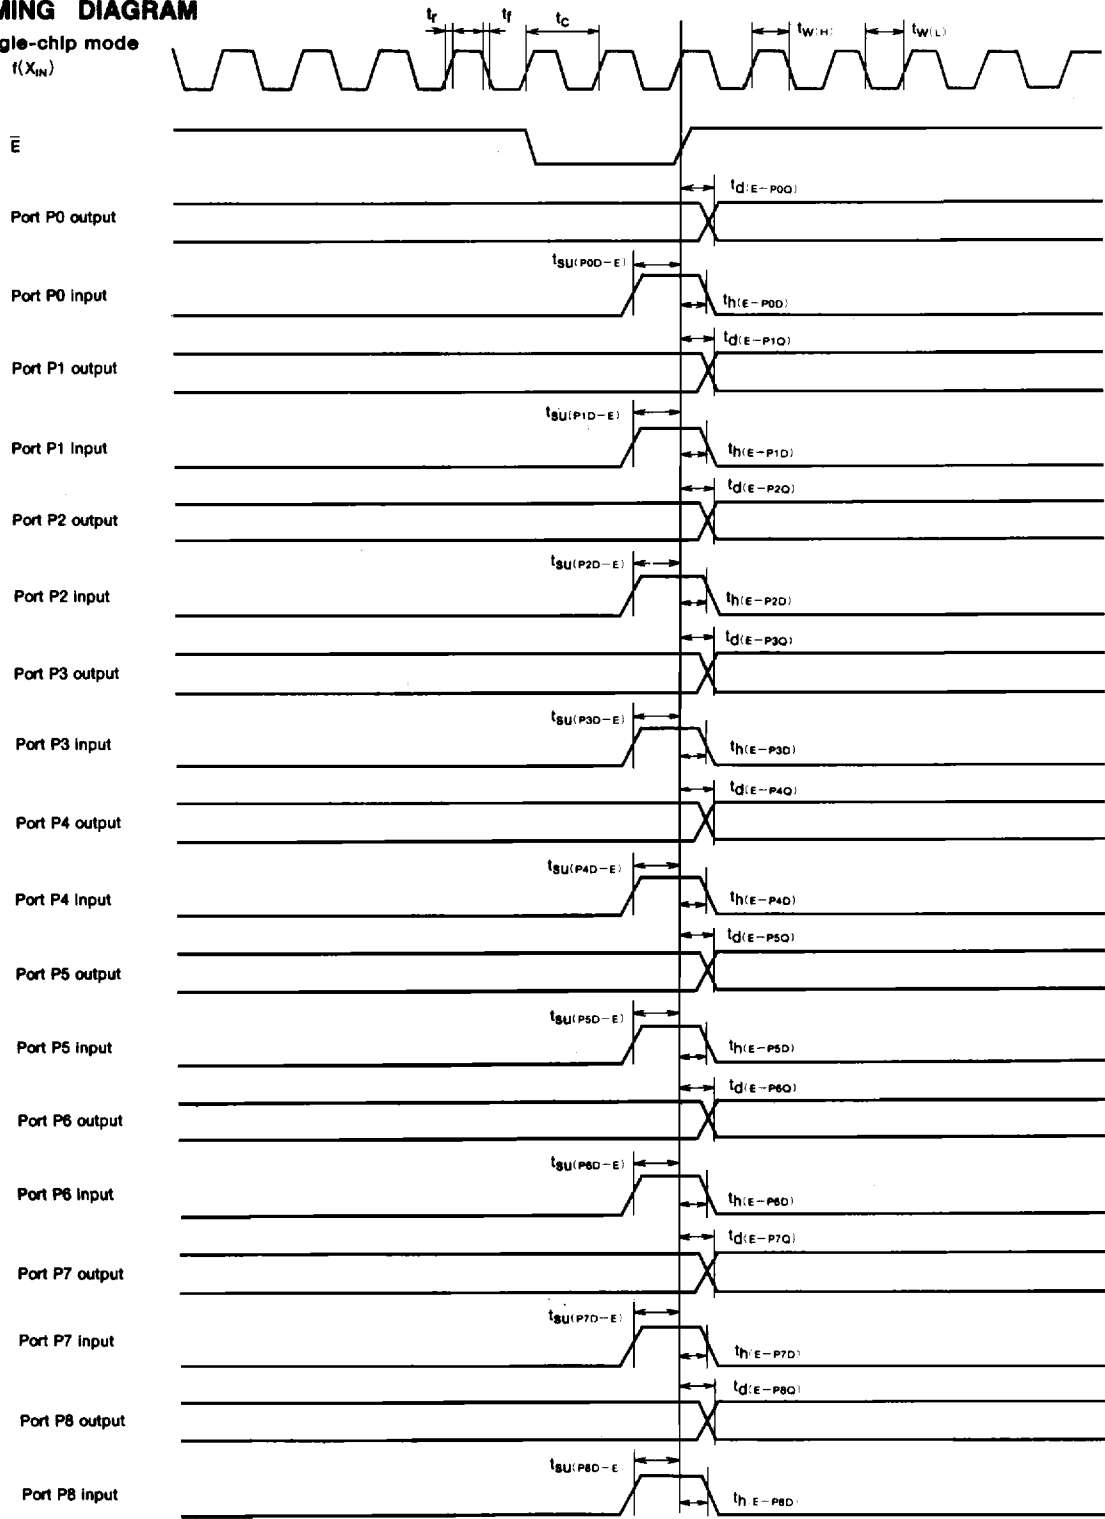 MING DIAGRAM
gle-chip mode
tr tf tc tW(H) tW(L)
f(XIN)
E̅
td(E−P0Q)
Port P0 output
tsu(P0D−E)
Port P0 input
th(E−P0D)
td(E−P1Q)
Port P1 output
tsu(P1D−E)
Port P1 input
th(E−P1D)
td(E−P2Q)
Port P2 output
tsu(P2D−E)
Port P2 input
th(E−P2D)
td(E−P3Q)
Port P3 output
tsu(P3D−E)
Port P3 input
th(E−P3D)
td(E−P4Q)
Port P4 output
tsu(P4D−E)
Port P4 input
th(E−P4D)
td(E−P5Q)
Port P5 output
tsu(P5D−E)
Port P5 input
th(E−P5D)
td(E−P6Q)
Port P6 output
tsu(P6D−E)
Port P6 input
th(E−P6D)
td(E−P7Q)
Port P7 output
tsu(P7D−E)
Port P7 input
th(E−P7D)
td(E−P8Q)
Port P8 output
tsu(P8D−E
Port P8 input
th(E−P8D)